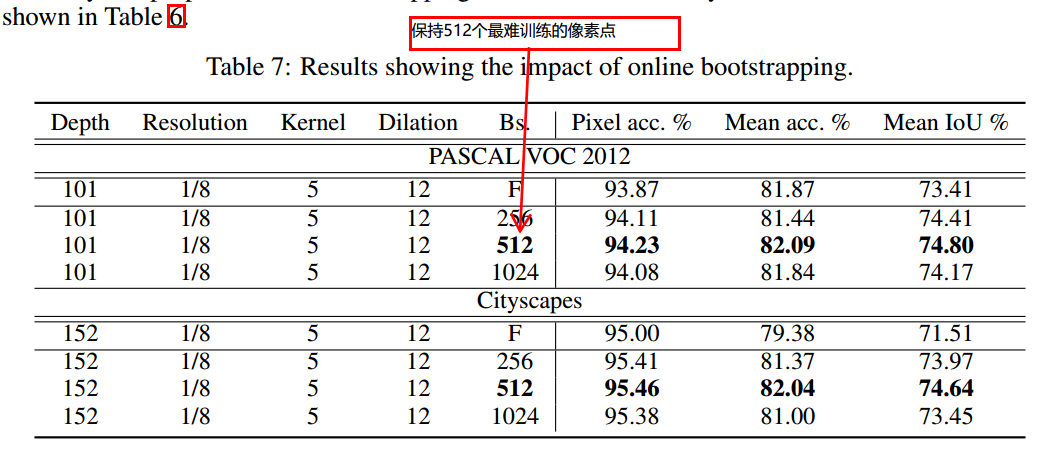 shown in Table 6.
保持512个最难训练的像素点
Table 7: Results showing the impact of online bootstrapping.
Depth Resolution Kernel Dilation Bs. Pixel acc. % Mean acc. % Mean IoU %
PASCAL VOC 2012
101 1/8 5 12 F 93.87 81.87 73.41
101 1/8 5 12 256 94.11 81.44 74.41
101 1/8 5 12 512 94.23 82.09 74.80
101 1/8 5 12 1024 94.08 81.84 74.17
Cityscapes
152 1/8 5 12 F 95.00 79.38 71.51
152 1/8 5 12 256 95.41 81.37 73.97
152 1/8 5 12 512 95.46 82.04 74.64
152 1/8 5 12 1024 95.38 81.00 73.45